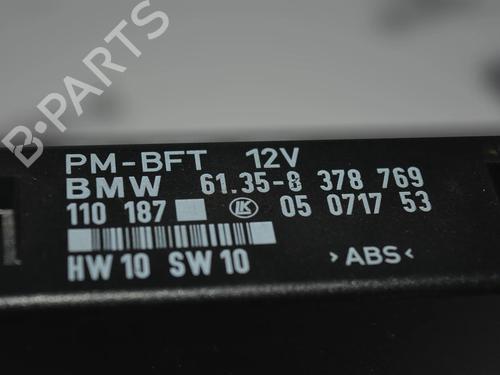 B-PARTS
PM-BFT 12V
BMW 61.35-8 378 769
110 187 LK 05 0717 53
HW 10 SW 10 >ABS<